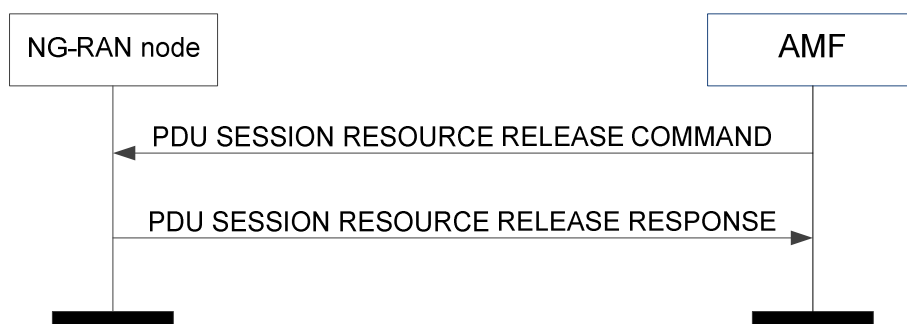 NG-RAN node
AMF
PDU SESSION RESOURCE RELEASE COMMAND
PDU SESSION RESOURCE RELEASE RESPONSE